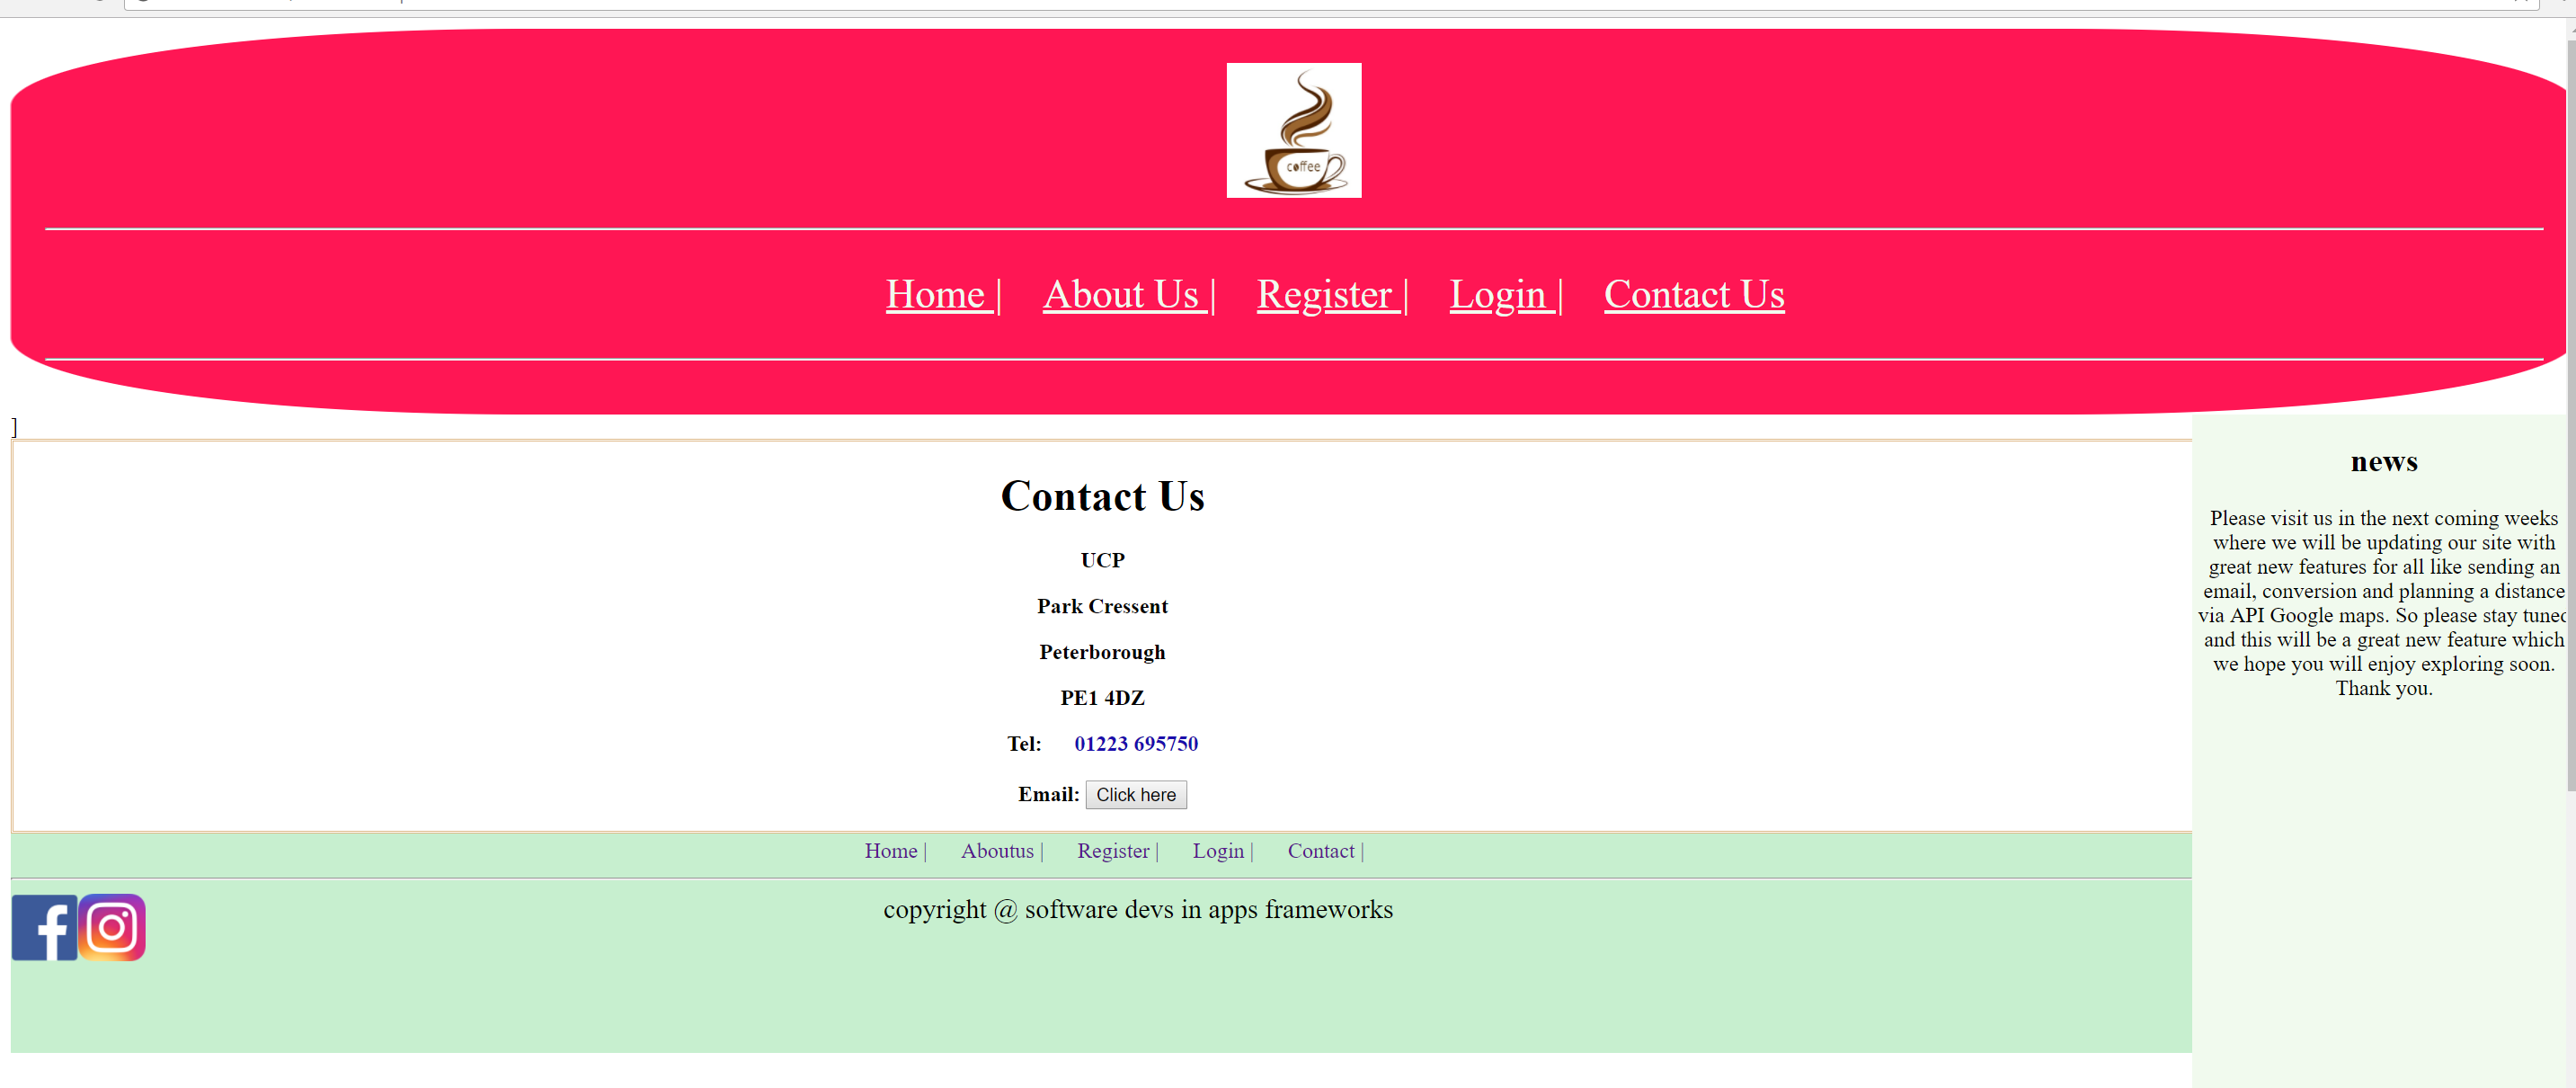 coffee
Home | About Us | Register | Login | Contact Us
]
Contact Us
UCP
Park Cressent
Peterborough
PE1 4DZ
Tel: 01223 695750
Email: Click here
news
Please visit us in the next coming weeks
where we will be updating our site with
great new features for all like sending an
email, conversion and planning a distance
via API Google maps. So please stay tuned
and this will be a great new feature which
we hope you will enjoy exploring soon.
Thank you.
Home | Aboutus | Register | Login | Contact |
copyright @ software devs in apps frameworks